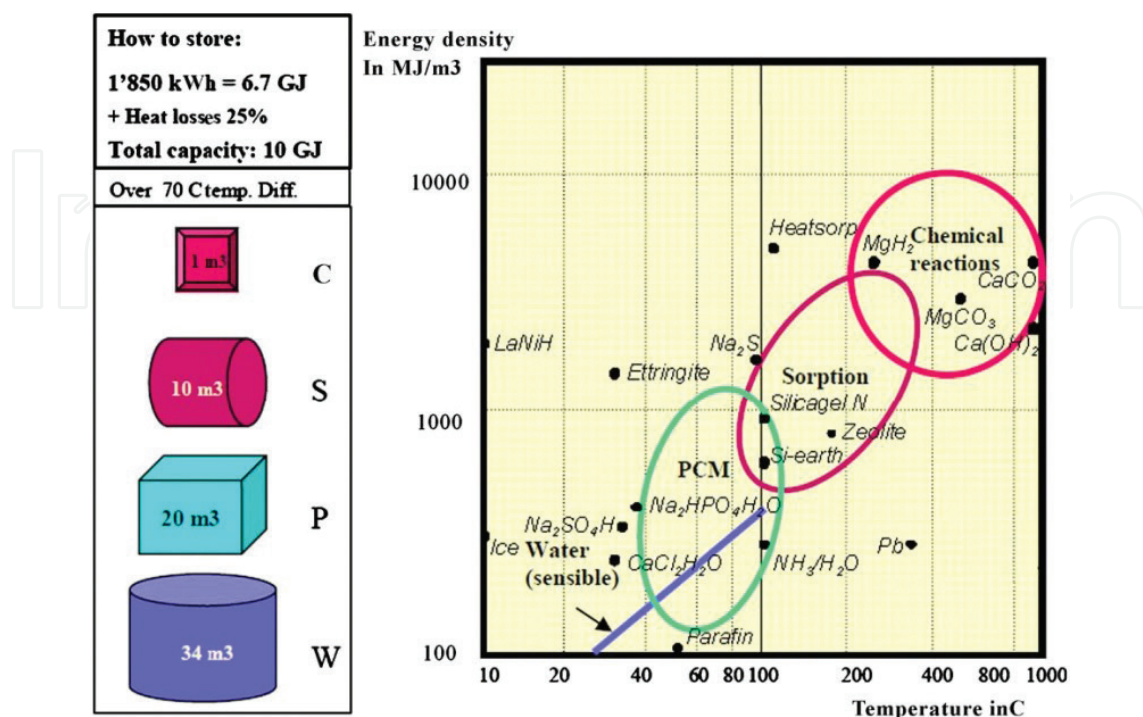 How to store:
1'850 kWh = 6.7 GJ
+ Heat losses 25%
Total capacity: 10 GJ
Over 70 C temp. Diff.
1 m3
C
10 m3
S
20 m3
P
34 m3
W
Energy density
In MJ/m3
10000
1000
100
10 20 40 60 80 100 200 400 600 800 1000
Temperature inC
Heatsorp
MgH2
Chemical
reactions
CaCO2
MgCO3
Ca(OH)2
LaNiH
Na2S
Ettringite
Sorption
Silicagel N
Zeolite
Si-earth
PCM
Na2HPO4H2O
Na2SO4H
Ice
Water
(sensible)
CaCl2H2O
NH3/H2O
Pb
Parafin